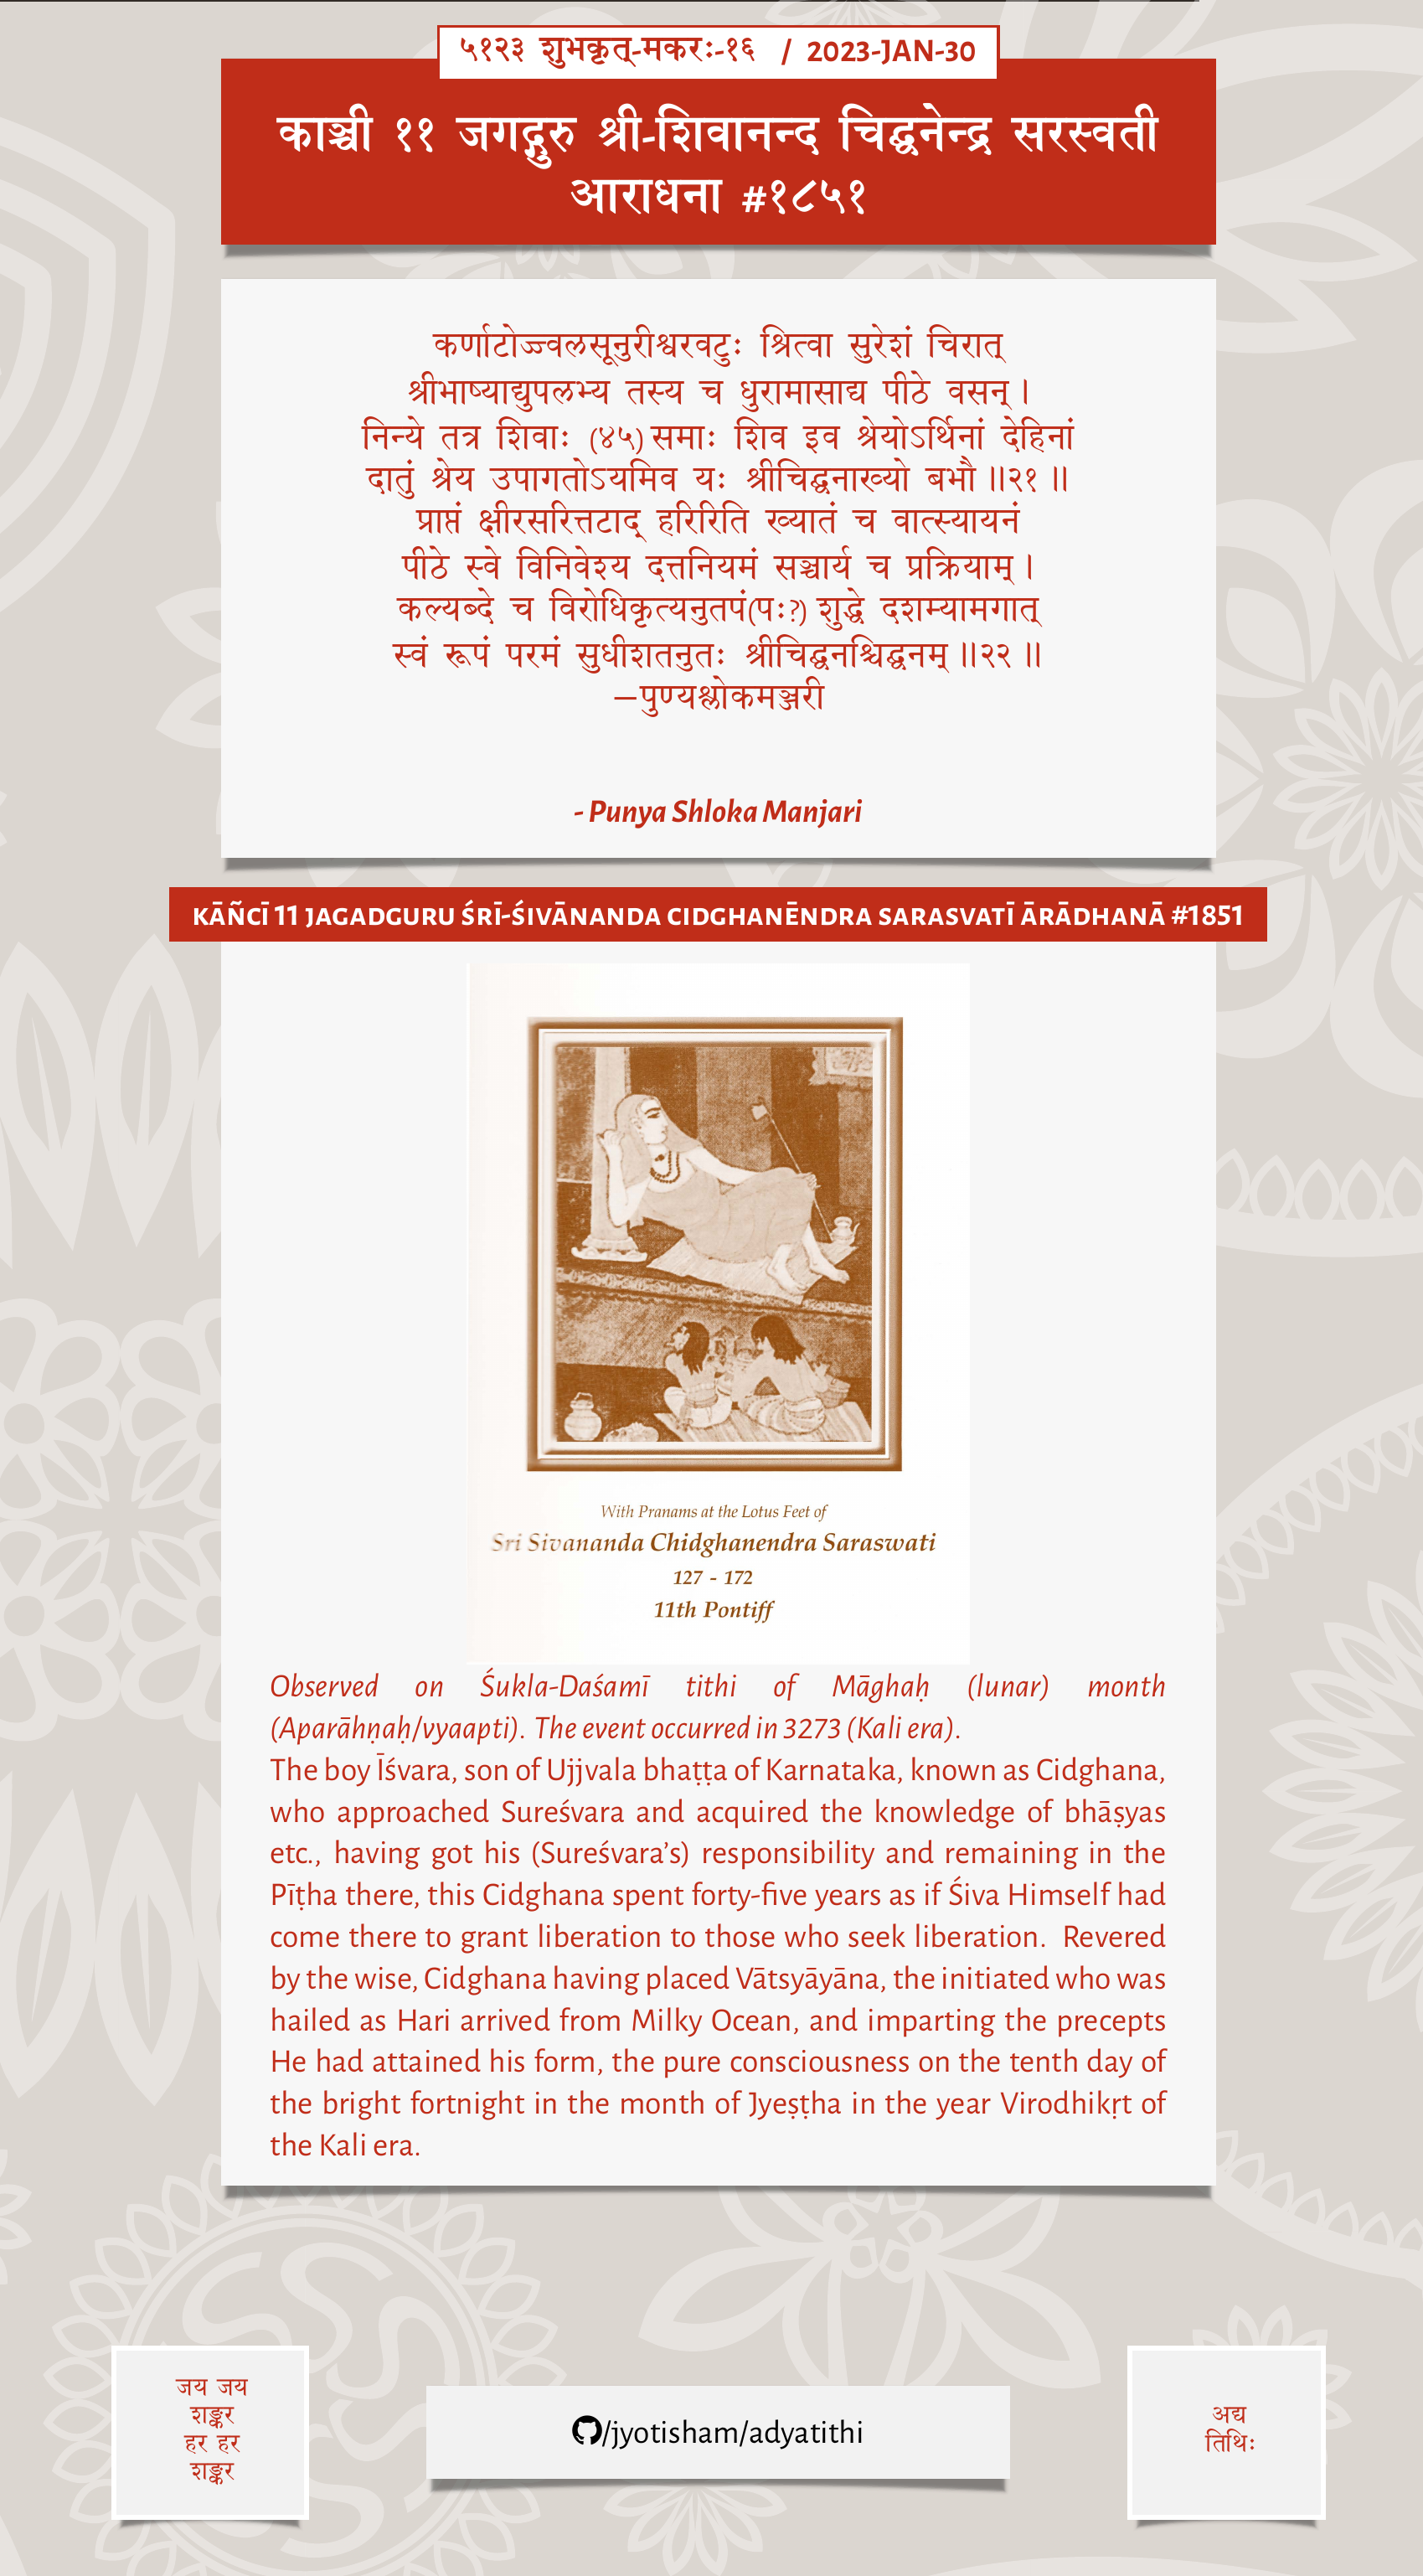 ५१२३ शुभकृत्-मकरः-१६ / 2023-JAN-30
काञ्ची ११ जगद्गुरु श्री-शिवानन्द चिद्घनेन्द्र सरस्वती
आराधना #१८५१
कर्णाटोज्ज्वलसूनुरीश्वरवटुः श्रित्वा सुरेशं चिरात्
श्रीभाष्याद्युपलभ्य तस्य च धुरामासाद्य पीठे वसन् ।
निन्ये तत्र शिवाः (४५) समाः शिव इव श्रेयोऽर्थिनां देहिनां
दातुं श्रेय उपागतोऽयमिव यः श्रीचिद्घनाख्यो बभौ ॥२१ ॥
प्राप्तं क्षीरसरित्तटाद् हरिरिति ख्यातं च वात्स्यायनं
पीठे स्वे विनिवेश्य दत्तनियमं सञ्चार्य च प्रक्रियाम् ।
कल्यब्दे च विरोधिकृत्यनुतपं(पः?) शुद्धे दशम्यामगात्
स्वं रूपं परमं सुधीशतनुतः श्रीचिद्घनश्चिद्घनम् ॥२२ ॥
—पुण्यश्लोकमञ्जरी
- Punya Shloka Manjari
KĀÑCĪ 11 JAGADGURU ŚRĪ-ŚIVĀNANDA CIDGHANĒNDRA SARASVATĪ ĀRĀDHANĀ #1851
With Pranams at the Lotus Feet of
Sri Sivananda Chidghanendra Saraswati
127 - 172
11th Pontiff
Observed on Śukla-Daśamī tithi of Māghaḥ (lunar) month
(Aparāhṇaḥ/vyaapti). The event occurred in 3273 (Kali era).
The boy Īśvara, son of Ujjvala bhaṭṭa of Karnataka, known as Cidghana,
who approached Sureśvara and acquired the knowledge of bhāṣyas
etc., having got his (Sureśvara’s) responsibility and remaining in the
Pīṭha there, this Cidghana spent forty-five years as if Śiva Himself had
come there to grant liberation to those who seek liberation. Revered
by the wise, Cidghana having placed Vātsyāyāna, the initiated who was
hailed as Hari arrived from Milky Ocean, and imparting the precepts
He had attained his form, the pure consciousness on the tenth day of
the bright fortnight in the month of Jyeṣṭha in the year Virodhikṛt of
the Kali era.
जय जय
शङ्कर
हर हर
शङ्कर
/jyotisham/adyatithi
अद्य
तिथिः